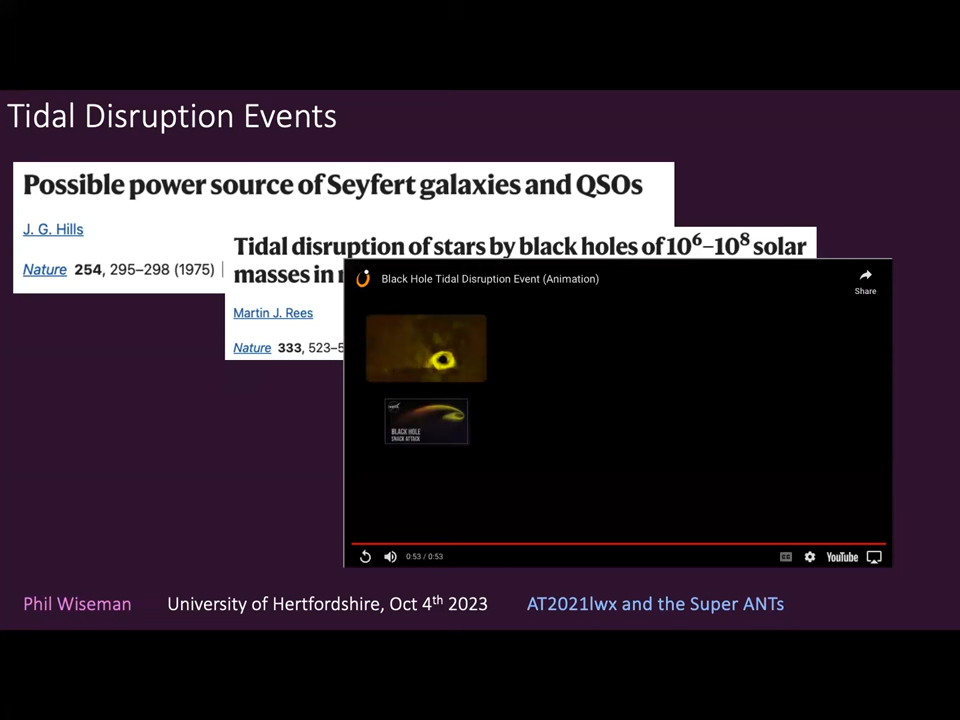 Tidal Disruption Events
Possible power source of Seyfert galaxies and QSOs
J. G. Hills
Nature 254, 295–298 (1975)
Tidal disruption of stars by black holes of 10⁶–10⁸ solar
masses in
Martin J. Rees
Nature 333, 523–5
Black Hole Tidal Disruption Event (Animation)
Share
BLACK HOLE
SNACK ATTACK
0:53 / 0:53
CC
YouTube
Phil Wiseman
University of Hertfordshire, Oct 4th 2023
AT2021lwx and the Super ANTs